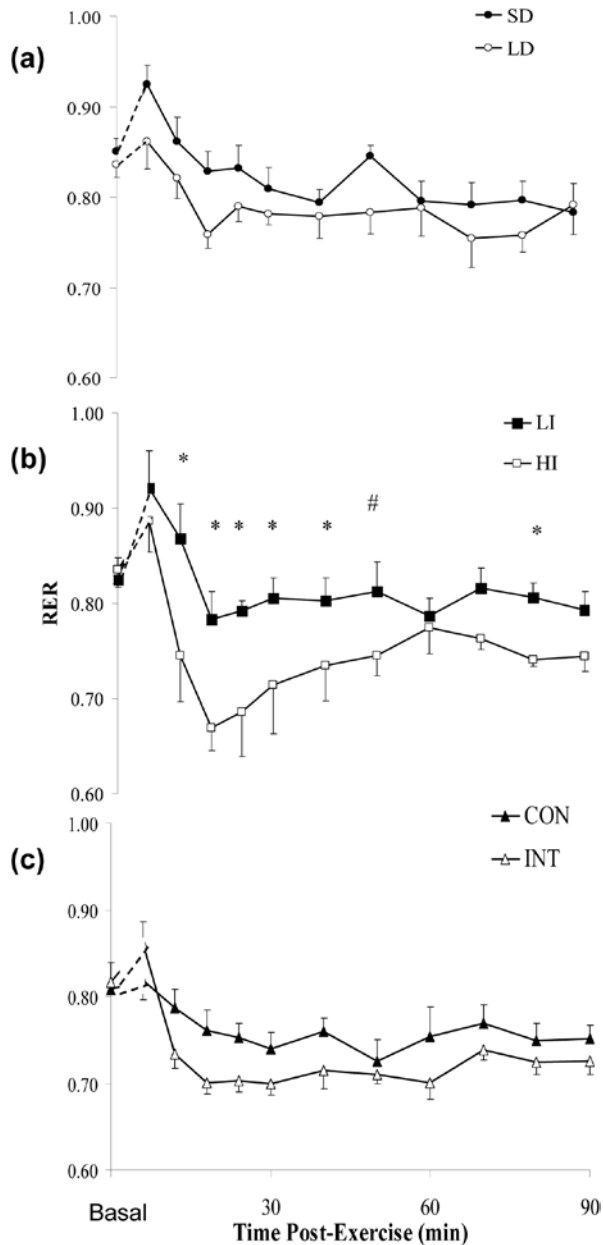 (a)
1.00
0.90
0.80
0.70
0.60
SD
LD
(b)
RER
1.00
0.90
0.80
0.70
0.60
LI
HI
* * * * * # *
(c)
1.00
0.90
0.80
0.70
0.60
CON
INT
Basal 30 60 90
Time Post-Exercise (min)